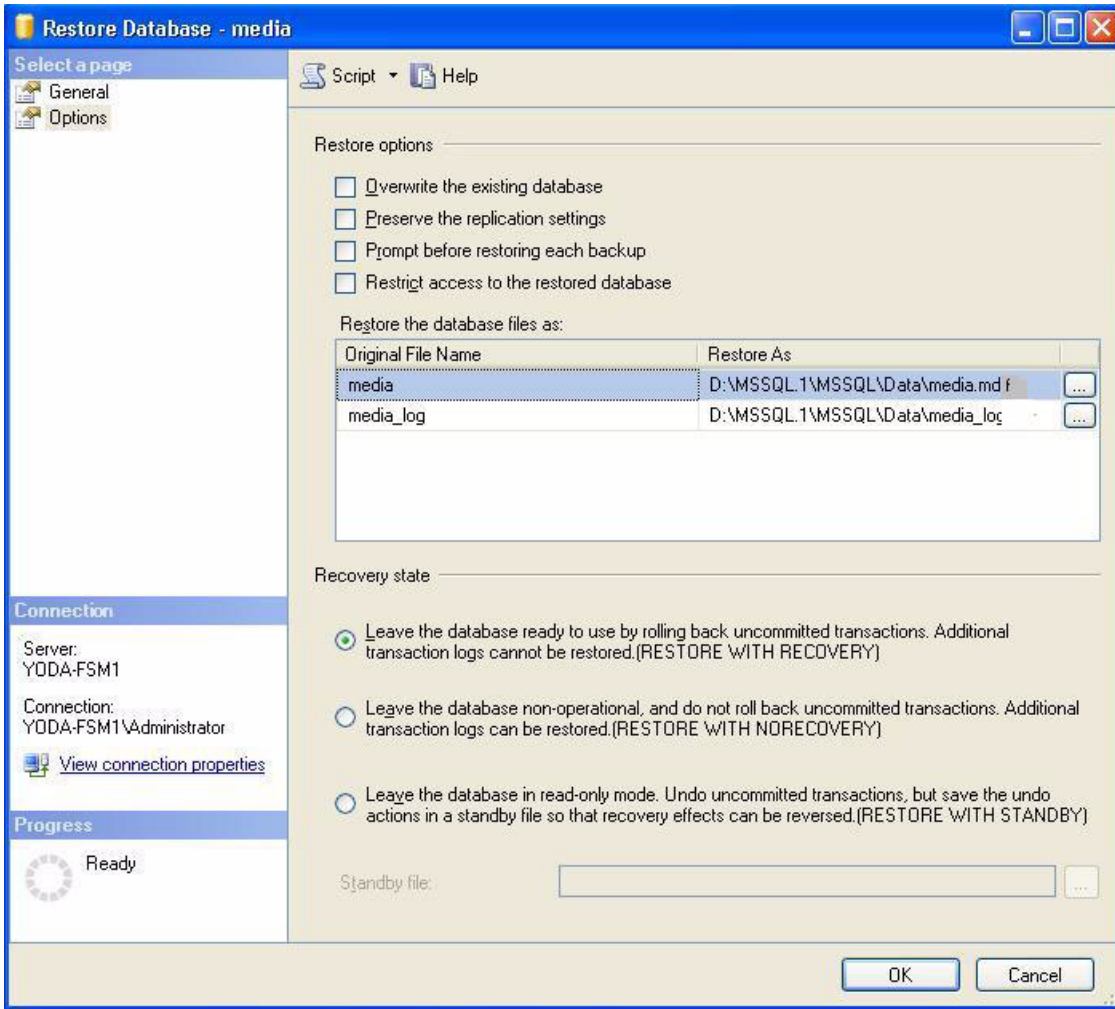 Restore Database - media
Select a page
General
Options
Script
Help
Restore options
Overwrite the existing database
Preserve the replication settings
Prompt before restoring each backup
Restrict access to the restored database
Restore the database files as:
Original File Name
Restore As
media
D:\MSSQL.1\MSSQL\Data\media.mdf
...
media_log
D:\MSSQL.1\MSSQL\Data\media_log
...
Recovery state
Leave the database ready to use by rolling back uncommitted transactions. Additional
transaction logs cannot be restored.(RESTORE WITH RECOVERY)
Leave the database non-operational, and do not roll back uncommitted transactions. Additional
transaction logs can be restored.(RESTORE WITH NORECOVERY)
Leave the database in read-only mode. Undo uncommitted transactions, but save the undo
actions in a standby file so that recovery effects can be reversed.(RESTORE WITH STANDBY)
Standby file:
...
Connection
Server:
YODA-FSM1
Connection:
YODA-FSM1\Administrator
View connection properties
Progress
Ready
OK
Cancel